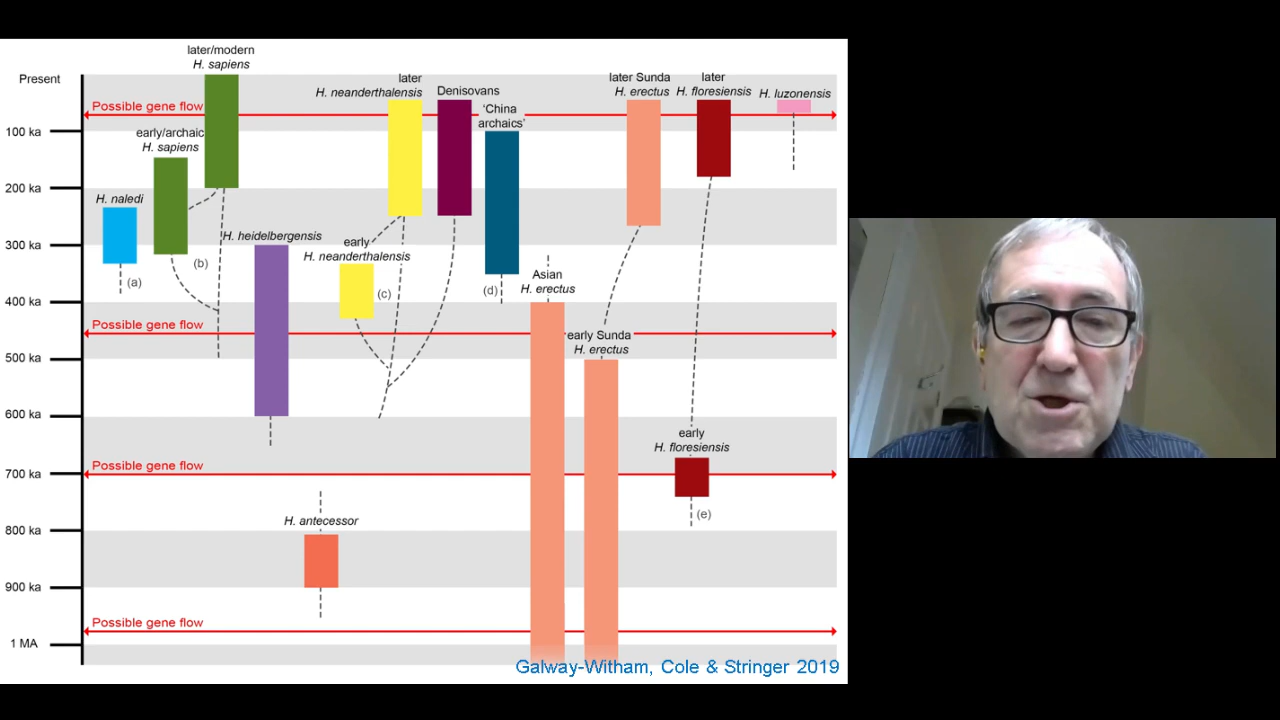 later/modern
H. sapiens
Present
later
H. neanderthalensis
Denisovans
later Sunda
H. erectus
later
H. floresiensis
H. luzonensis
Possible gene flow
'China
archaics'
100 ka
early/archaic
H. sapiens
200 ka
H. naledi
H. heidelbergensis
300 ka
early
H. neanderthalensis
(b)
(a)
(c)
(d)
Asian
H. erectus
400 ka
Possible gene flow
early Sunda
H. erectus
500 ka
600 ka
early
H. floresiensis
Possible gene flow
700 ka
(e)
H. antecessor
800 ka
900 ka
Possible gene flow
1 MA
Galway-Witham, Cole & Stringer 2019